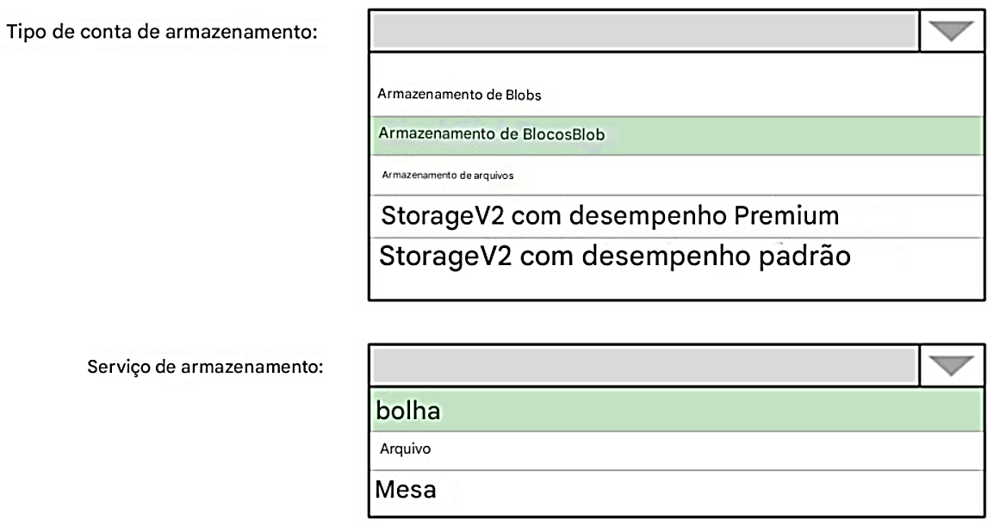 Tipo de conta de armazenamento:
Armazenamento de Blobs
Armazenamento de BlocosBlob
Armazenamento de arquivos
StorageV2 com desempenho Premium
StorageV2 com desempenho padrão
Serviço de armazenamento:
bolha
Arquivo
Mesa